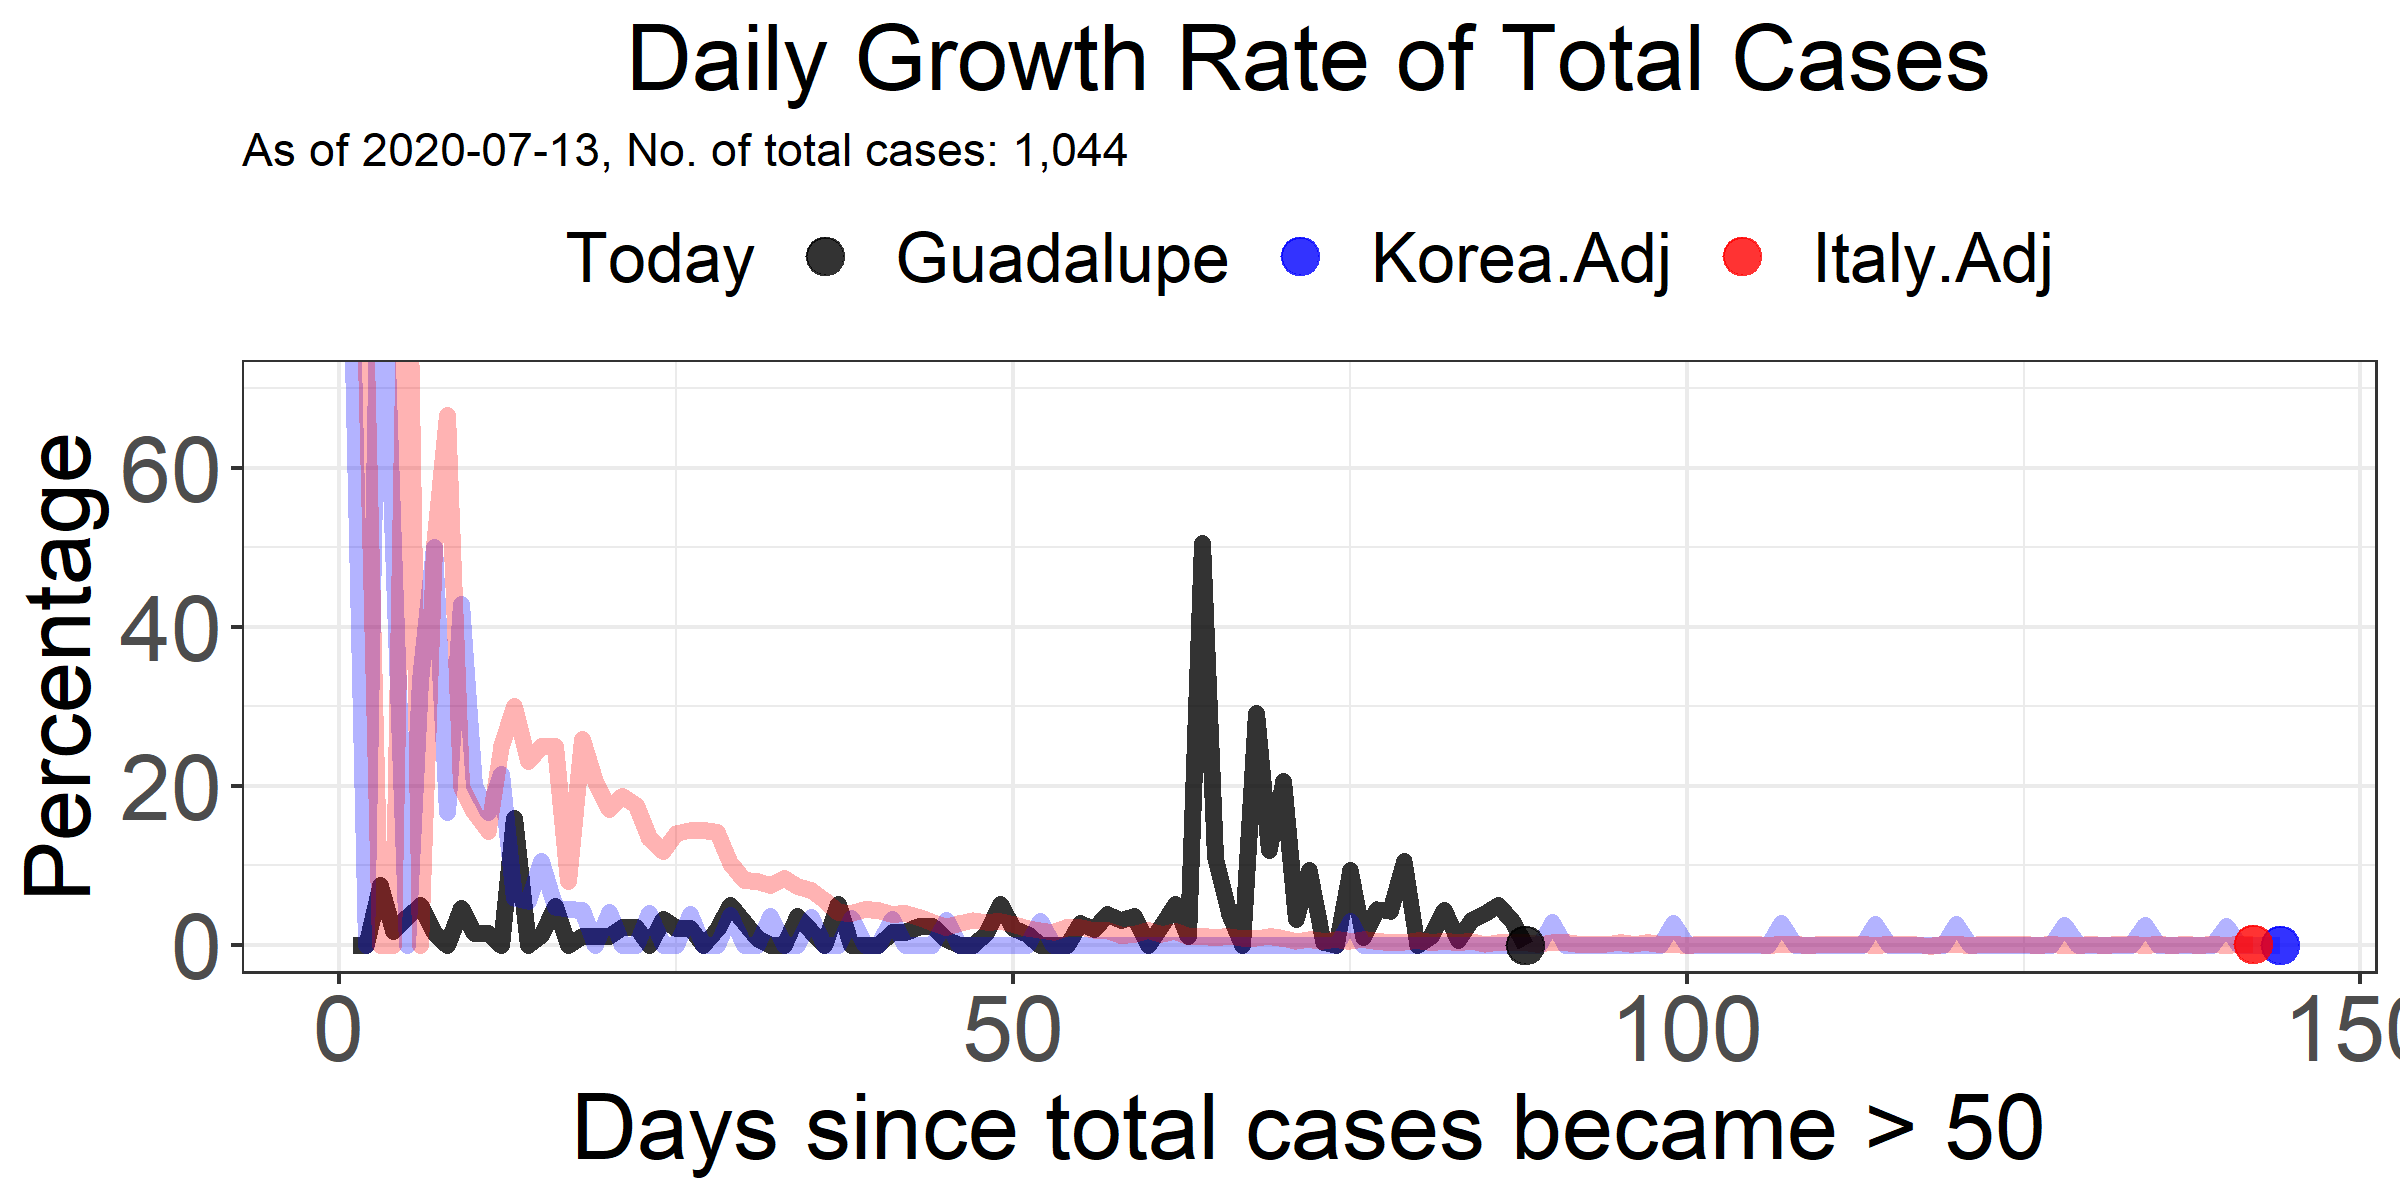 Daily Growth Rate of Total Cases
As of 2020-07-13, No. of total cases: 1,044
Today Guadalupe Korea.Adj Italy.Adj
Percentage
60
40
20
0
0 50 100 150
Days since total cases became > 50